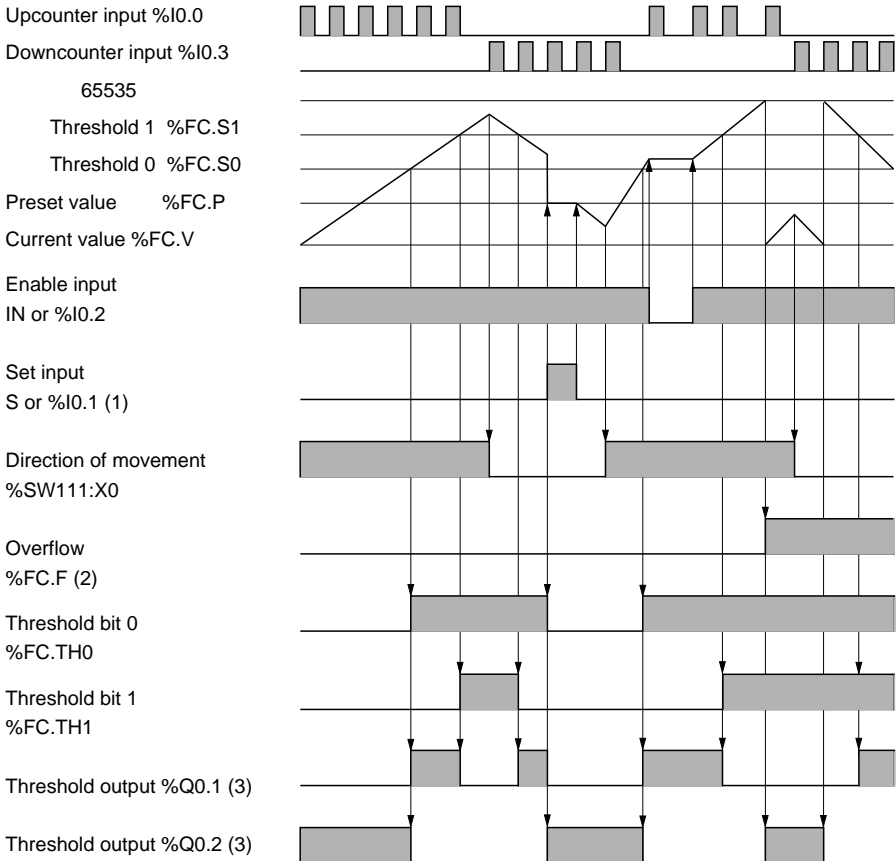 Upcounter input %I0.0
Downcounter input %I0.3
65535
Threshold 1 %FC.S1
Threshold 0 %FC.S0
Preset value %FC.P
Current value %FC.V
Enable input
IN or %I0.2
Set input
S or %I0.1 (1)
Direction of movement
%SW111:X0
Overflow
%FC.F (2)
Threshold bit 0
%FC.TH0
Threshold bit 1
%FC.TH1
Threshold output %Q0.1 (3)
Threshold output %Q0.2 (3)